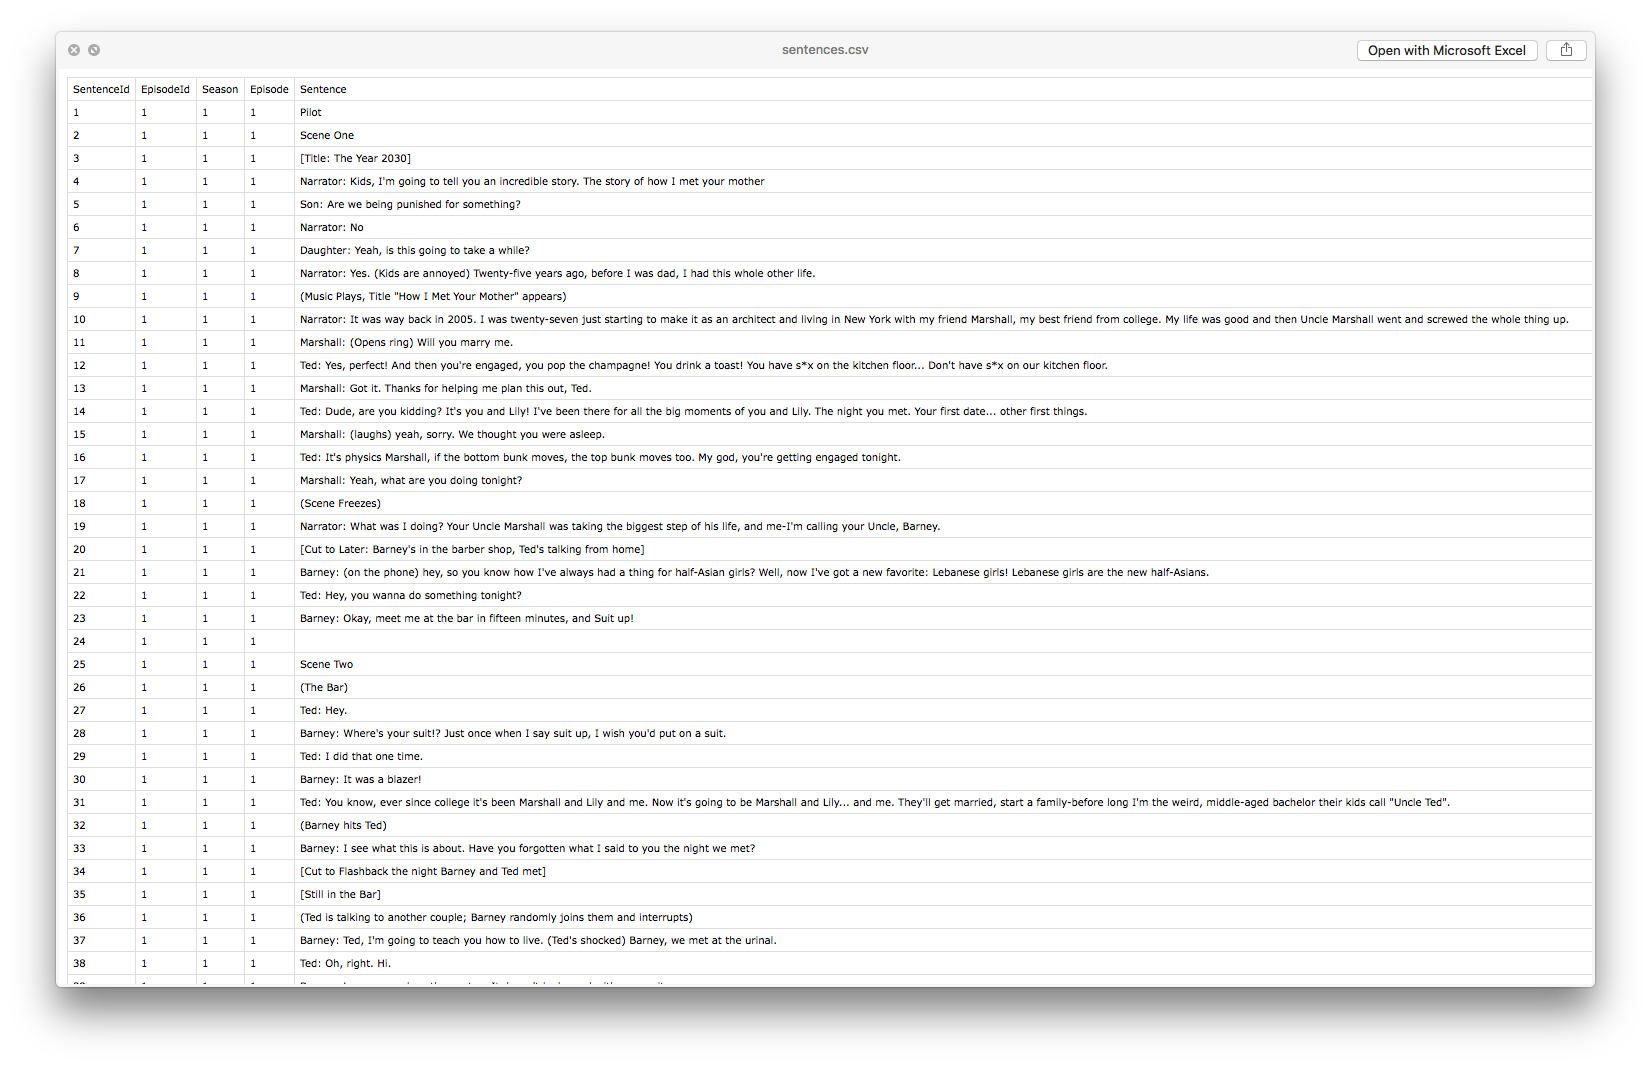 sentences.csv
Open with Microsoft Excel
SentenceId EpisodeId Season Episode Sentence
1 1 1 1 Pilot
2 1 1 1 Scene One
3 1 1 1 [Title: The Year 2030]
4 1 1 1 Narrator: Kids, I'm going to tell you an incredible story. The story of how I met your mother
5 1 1 1 Son: Are we being punished for something?
6 1 1 1 Narrator: No
7 1 1 1 Daughter: Yeah, is this going to take a while?
8 1 1 1 Narrator: Yes. (Kids are annoyed) Twenty-five years ago, before I was dad, I had this whole other life.
9 1 1 1 (Music Plays, Title "How I Met Your Mother" appears)
10 1 1 1 Narrator: It was way back in 2005. I was twenty-seven just starting to make it as an architect and living in New York with my friend Marshall, my best friend from college. My life was good and then Uncle Marshall went and screwed the whole thing up.
11 1 1 1 Marshall: (Opens ring) Will you marry me.
12 1 1 1 Ted: Yes, perfect! And then you're engaged, you pop the champagne! You drink a toast! You have s*x on the kitchen floor... Don't have s*x on our kitchen floor.
13 1 1 1 Marshall: Got it. Thanks for helping me plan this out, Ted.
14 1 1 1 Ted: Dude, are you kidding? It's you and Lily! I've been there for all the big moments of you and Lily. The night you met. Your first date... other first things.
15 1 1 1 Marshall: (laughs) yeah, sorry. We thought you were asleep.
16 1 1 1 Ted: It's physics Marshall, if the bottom bunk moves, the top bunk moves too. My god, you're getting engaged tonight.
17 1 1 1 Marshall: Yeah, what are you doing tonight?
18 1 1 1 (Scene Freezes)
19 1 1 1 Narrator: What was I doing? Your Uncle Marshall was taking the biggest step of his life, and me-I'm calling your Uncle, Barney.
20 1 1 1 [Cut to Later: Barney's in the barber shop, Ted's talking from home]
21 1 1 1 Barney: (on the phone) hey, so you know how I've always had a thing for half-Asian girls? Well, now I've got a new favorite: Lebanese girls! Lebanese girls are the new half-Asians.
22 1 1 1 Ted: Hey, you wanna do something tonight?
23 1 1 1 Barney: Okay, meet me at the bar in fifteen minutes, and Suit up!
24 1 1 1
25 1 1 1 Scene Two
26 1 1 1 (The Bar)
27 1 1 1 Ted: Hey.
28 1 1 1 Barney: Where's your suit!? Just once when I say suit up, I wish you'd put on a suit.
29 1 1 1 Ted: I did that one time.
30 1 1 1 Barney: It was a blazer!
31 1 1 1 Ted: You know, ever since college it's been Marshall and Lily and me. Now it's going to be Marshall and Lily... and me. They'll get married, start a family-before long I'm the weird, middle-aged bachelor their kids call "Uncle Ted".
32 1 1 1 (Barney hits Ted)
33 1 1 1 Barney: I see what this is about. Have you forgotten what I said to you the night we met?
34 1 1 1 [Cut to Flashback the night Barney and Ted met]
35 1 1 1 [Still in the Bar]
36 1 1 1 (Ted is talking to another couple; Barney randomly joins them and interrupts)
37 1 1 1 Barney: Ted, I'm going to teach you how to live. (Ted's shocked) Barney, we met at the urinal.
38 1 1 1 Ted: Oh, right. Hi.